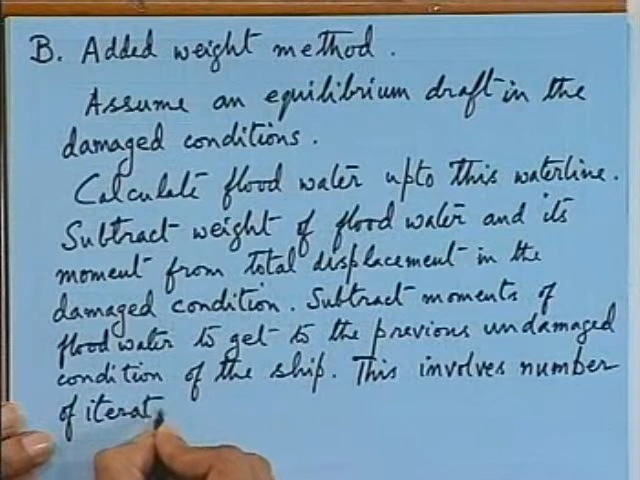 B. Added weight method.
Assume an equilibrium draft in the
damaged conditions.
Calculate flood water upto this waterline.
Subtract weight of flood water and its
moment from total displacement in the
damaged condition. Subtract moments of
flood water to get to the previous undamaged
condition of the ship. This involves number
of iterat